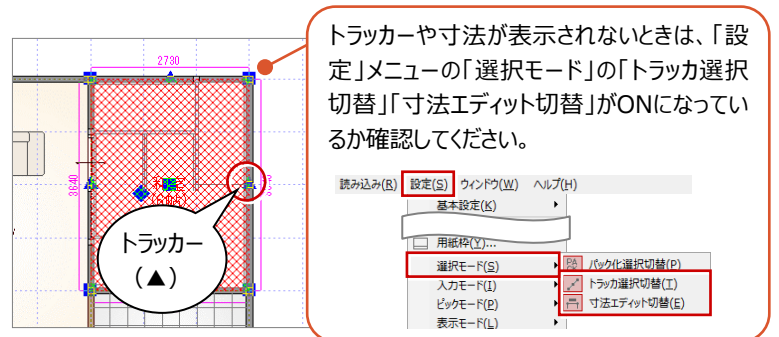 トラッカーや寸法が表示されないときは、「設
定」メニューの「選択モード」の「トラッカ選択
切替」「寸法エディット切替」がONになってい
るか確認してください。
2730
3640
トラッカー
（▲）
読み込み(R) 設定(S) ウィンドウ(W) ヘルプ(H)
基本設定(K)
用紙枠(Y)...
選択モード(S)
入力モード(I)
ピックモード(P)
表示モード(L)
パック化選択切替(P)
トラッカ選択切替(T)
寸法エディット切替(E)